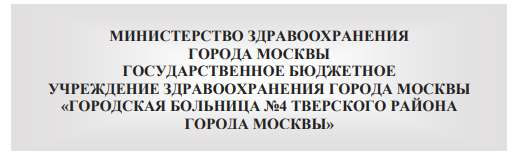 МИНИСТЕРСТВО ЗДРАВООХРАНЕНИЯ
ГОРОДА МОСКВЫ
ГОСУДАРСТВЕННОЕ БЮДЖЕТНОЕ
УЧРЕЖДЕНИЕ ЗДРАВООХРАНЕНИЯ ГОРОДА МОСКВЫ
«ГОРОДСКАЯ БОЛЬНИЦА №4 ТВЕРСКОГО РАЙОНА
ГОРОДА МОСКВЫ»